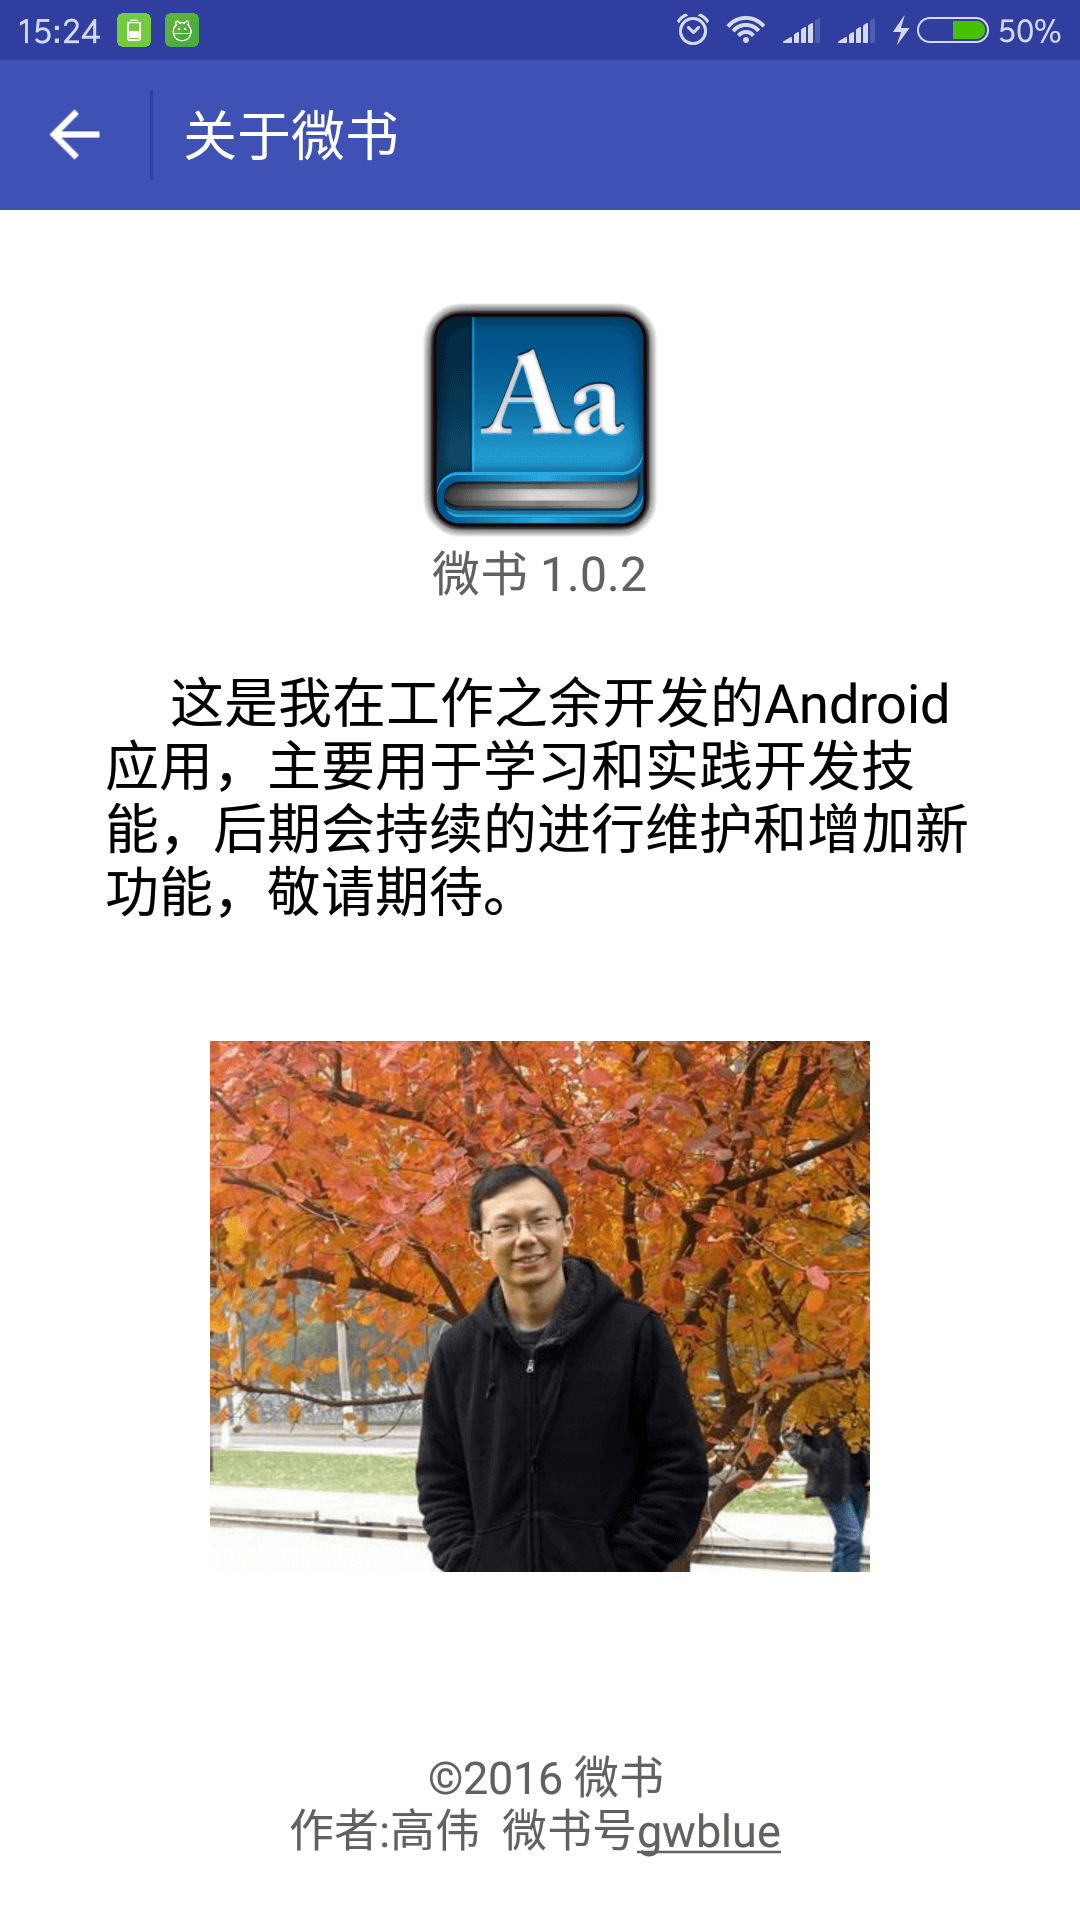 15:24 50%
关于微书
Aa
微书 1.0.2
这是我在工作之余开发的Android
应用，主要用于学习和实践开发技
能，后期会持续的进行维护和增加新
功能，敬请期待。
©2016 微书
作者:高伟 微书号gwblue